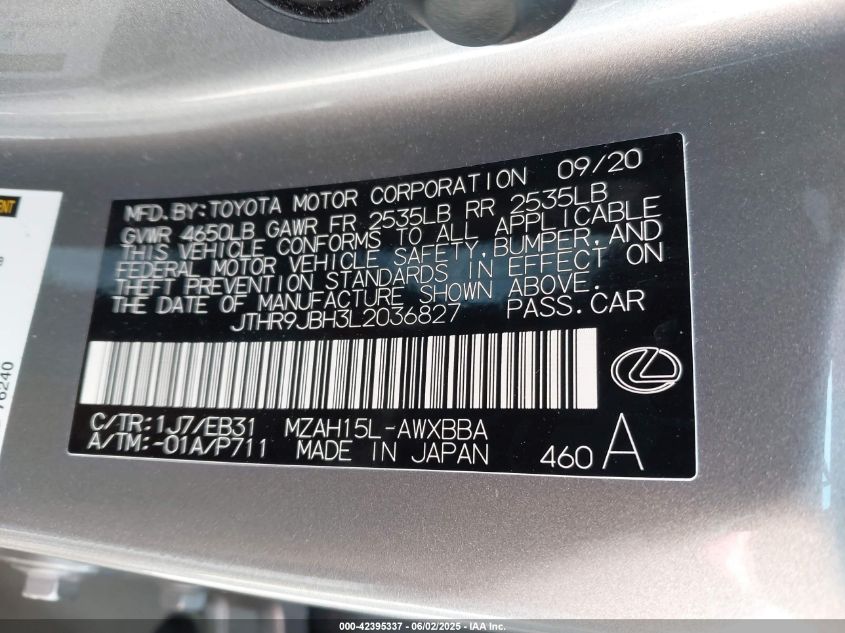 MFD.BY:TOYOTA MOTOR CORPORATION 09/20
GVWR 4650LB GAWR FR 2535LB RR 2535LB
THIS VEHICLE CONFORMS TO ALL APPLICABLE
FEDERAL MOTOR VEHICLE SAFETY,BUMPER,AND
THEFT PREVENTION STANDARDS IN EFFECT ON
THE DATE OF MANUFACTURE SHOWN ABOVE.
JTHR9JBH3L2036827 PASS.CAR
C/TR:1J7/EB31 MZAH15L-AWXBBA
A/TM:-01A/P711 MADE IN JAPAN 460 A
76240
000-42395337 - 06/02/2025 - IAA Inc.